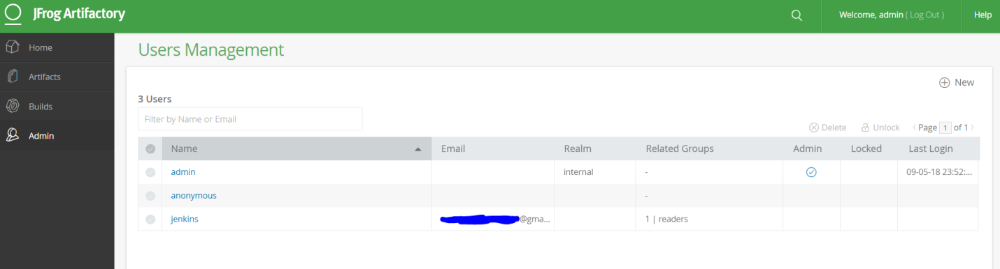 JFrog Artifactory
Welcome, admin ( Log Out )
Help
Home
Artifacts
Builds
Admin
Users Management
New
3 Users
Filter by Name or Email
Delete
Unlock
Page 1 of 1
Name Email Realm Related Groups Admin Locked Last Login
admin internal - 09-05-18 23:52:...
anonymous -
jenkins @gma... 1 | readers